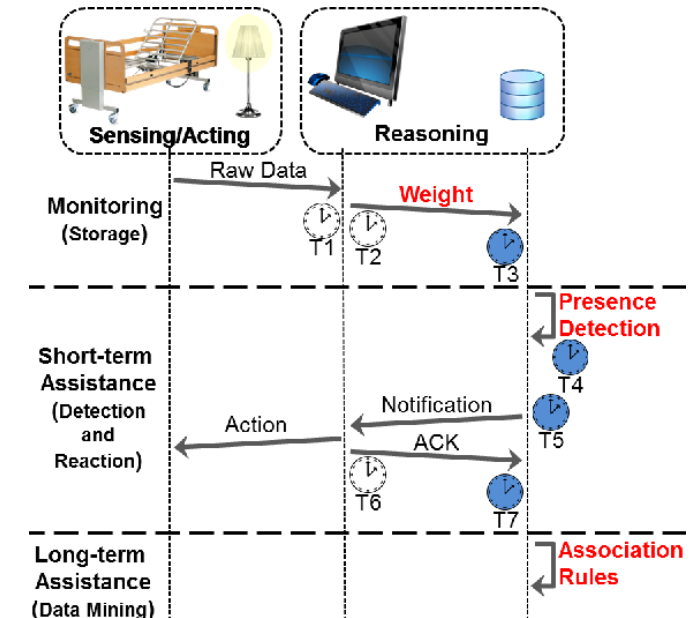 Sensing/Acting
Reasoning
Raw Data
Monitoring
(Storage)
Weight
T1
T2
T3
Presence
Detection
T4
Short-term
Assistance
(Detection
and
Reaction)
Notification
T5
Action
ACK
T6
T7
Long-term
Assistance
(Data Mining)
Association
Rules